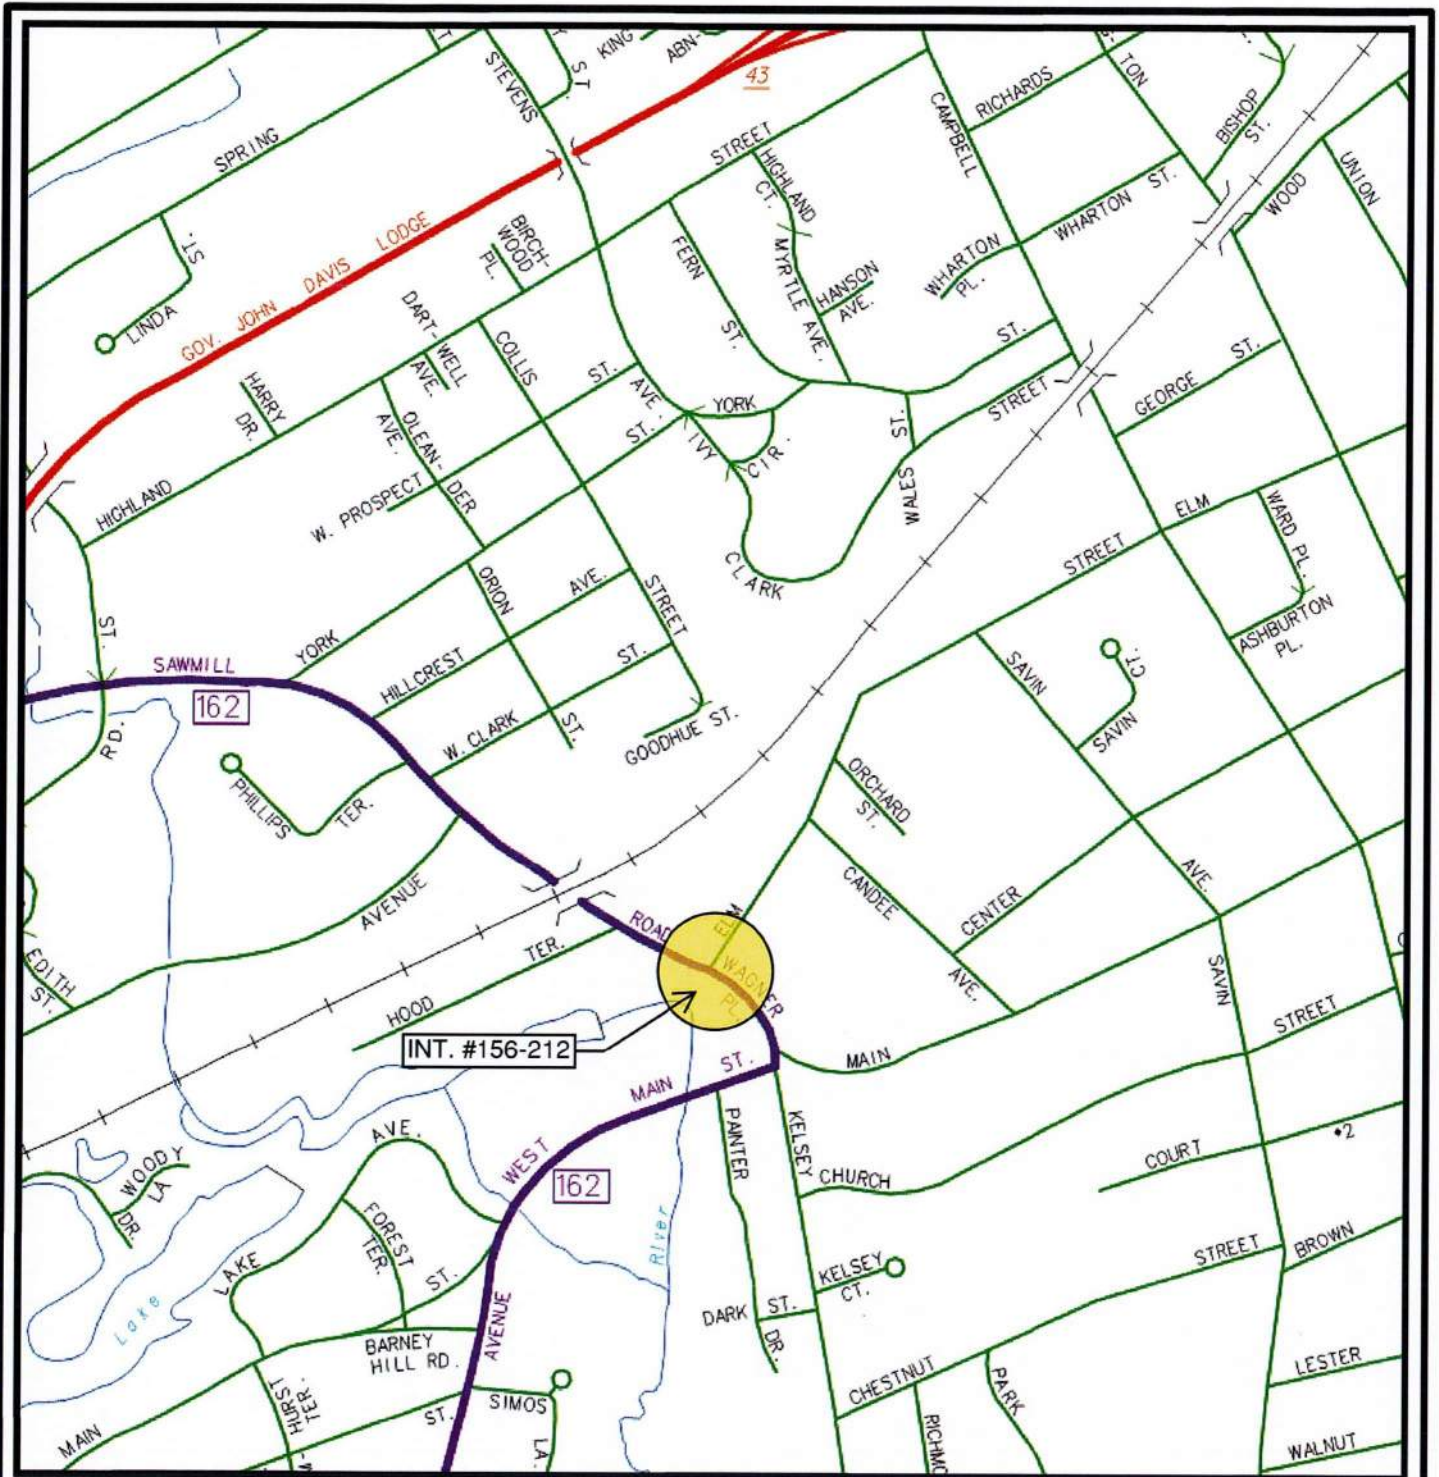 STEVENS
ST.
KING
ABN-
43
TON
BISHOP
ST.
RICHARDS
CAMPBELL
SPRING
STREET
HIGHLAND
CT.
UNION
WOOD
WHARTON
ST.
LODGE
DAVIS
JOHN
GOV.
BIRCH-
WOOD
PL.
ST.
LINDA
FERN
ST.
MYRTLE AVE.
HANSON
AVE.
WHARTON
PL.
DART-
WELL
AVE.
COLLIS
ST.
ST.
HARRY
DR.
AVE.
YORK
STREET
GEORGE
ST.
OLEAN-
DER
AVE.
ST.
IVY
CIR.
ST.
WALES
HIGHLAND
W. PROSPECT
ELM
WARD PL.
STREET
CLARK
ORION
AVE.
STREET
ASHBURTON
PL.
ST.
YORK
SAWMILL
162
HILLCREST
ST.
SAVIN
CT.
SAVIN
RD.
W. CLARK
ST.
GOODHUE ST.
PHILLIPS
TER.
ORCHARD
ST.
AVENUE
CANDEE
CENTER
AVE.
ROAD
ELM
WAGNER
PL.
TER.
HOOD
EDITH
ST.
AVE.
SAVIN
STREET
INT. #156-212
MAIN
ST.
MAIN
AVE.
WEST
162
PAINTER
KELSEY
CHURCH
COURT
2
WOODY
LA
DR.
FOREST
TER.
LAKE
ST.
River
KELSEY
CT.
STREET
BROWN
Lake
DARK
ST.
DR.
BARNEY
HILL RD.
AVENUE
CHESTNUT
PARK
LESTER
HURST
TER.
SIMOS
LA.
ST.
MAIN
M-
RICHMO
WALNUT